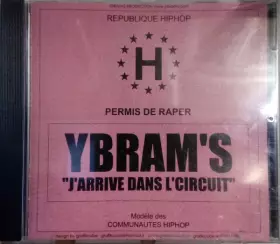 REPUBLIQUE HIPHOP
H
PERMIS DE RAPER
YBRAM'S
"J'ARRIVE DANS L'CIRCUIT"
Modèle des
COMMUNAUTES HIPHOP